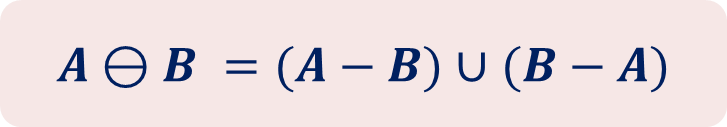 A ⊖ B = (A − B) ∪ (B − A)